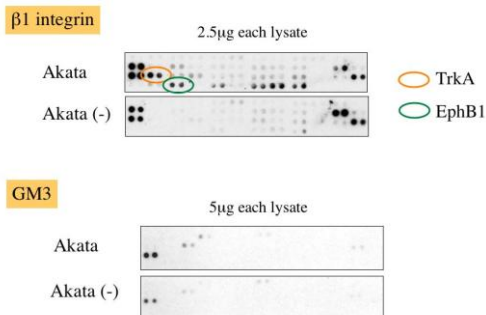 β1 integrin
2.5μg each lysate
Akata
Akata (-)
TrkA
EphB1
GM3
5μg each lysate
Akata
Akata (-)